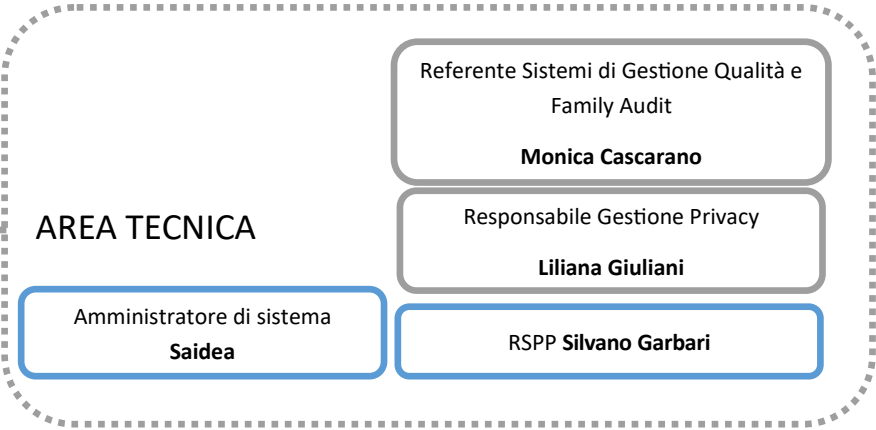 Referente Sistemi di Gestione Qualità e
Family Audit
Monica Cascarano
Responsabile Gestione Privacy
Liliana Giuliani
AREA TECNICA
Amministratore di sistema
Saidea
RSPP Silvano Garbari